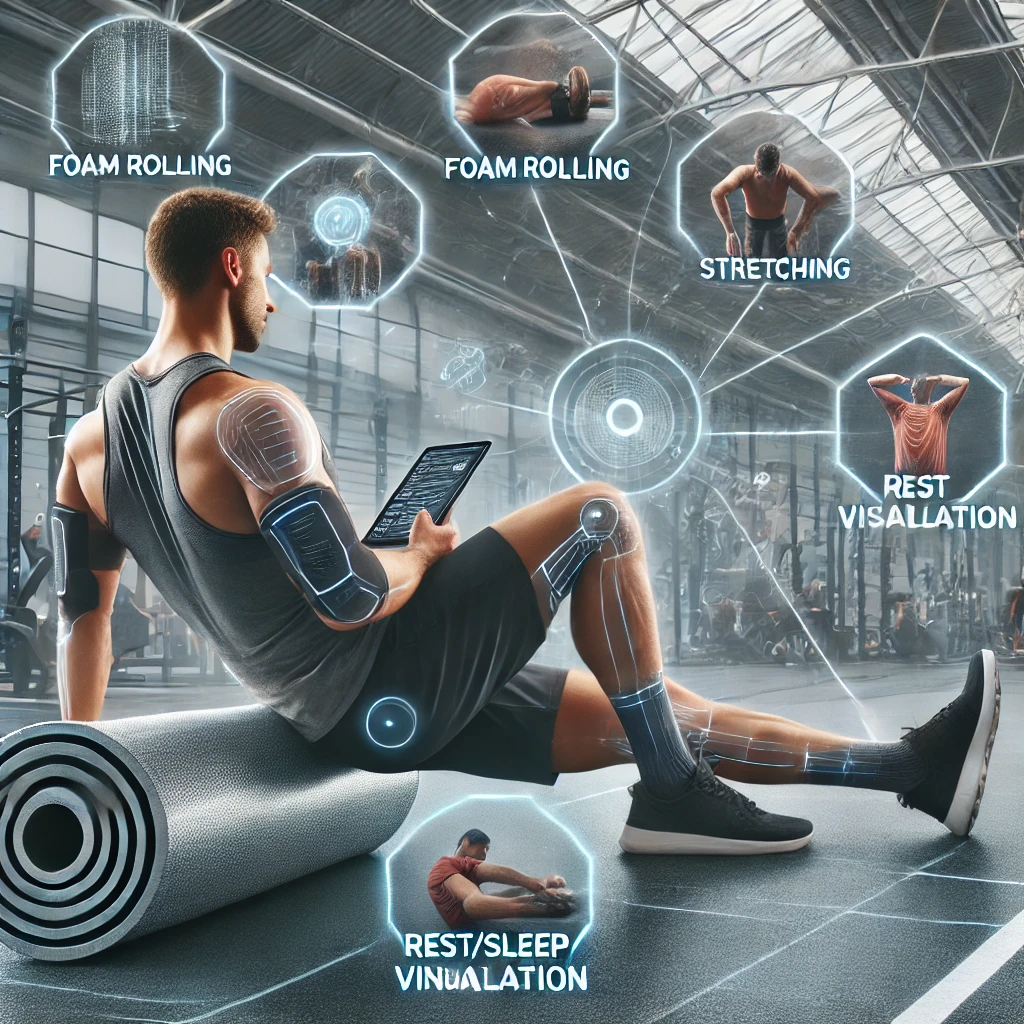 FOAM ROLLING
FOAM ROLLING
STRETCHING
REST
VISALLATION
REST/SLEEP
VINUALATION